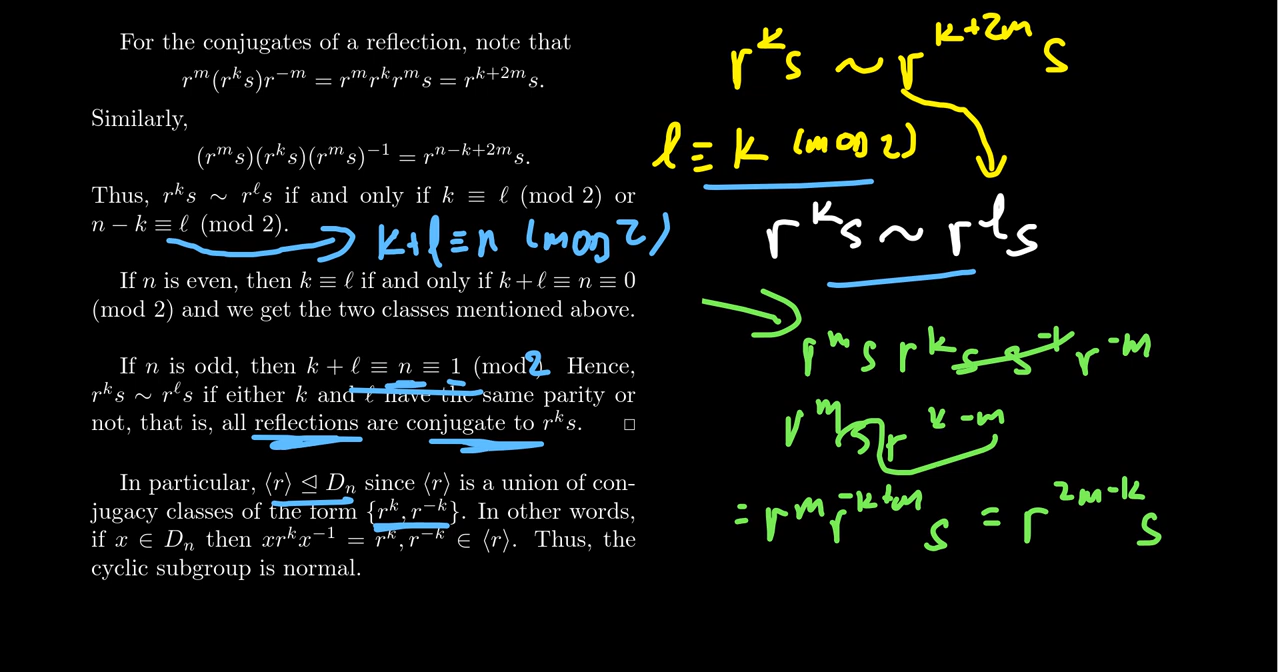 For the conjugates of a reflection, note that
r^m(r^k s)r^{-m} = r^m r^k r^m s = r^{k+2m} s.
Similarly,
(r^m s)(r^k s)(r^m s)^{-1} = r^{n-k+2m} s.
Thus, r^k s ∼ r^ℓ s if and only if k ≡ ℓ (mod 2) or
n − k ≡ ℓ (mod 2).
k+ℓ≡n (mod 2)
If n is even, then k ≡ ℓ if and only if k + ℓ ≡ n ≡ 0
(mod 2) and we get the two classes mentioned above.
If n is odd, then k + ℓ ≡ n ≡ 1 (mod 2 Hence,
r^k s ∼ r^ℓ s if either k and ℓ have the same parity or
not, that is, all reflections are conjugate to r^k s. □
In particular, ⟨r⟩ ⊴ D_n since ⟨r⟩ is a union of con-
jugacy classes of the form {r^k, r^{-k}}. In other words,
if x ∈ D_n then xr^k x^{-1} = r^k, r^{-k} ∈ ⟨r⟩. Thus, the
cyclic subgroup is normal.
r^k s ~ r^{k+2m} s
ℓ ≡ k (mod 2)
r^k s ~ r^ℓ s
r^m s r^k s s^{-1} r^{-m}
r^m s r^{k-m}
= r^m r^{-k+m} s = r^{2m-k} s